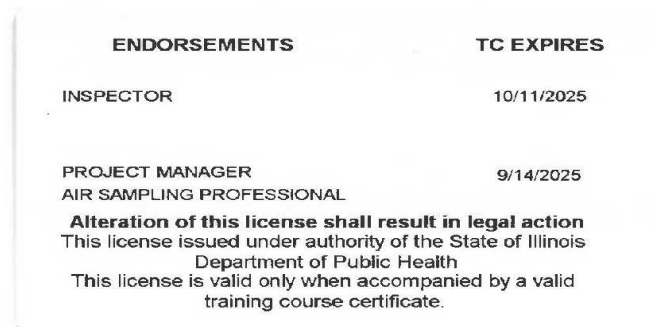 ENDORSEMENTS TC EXPIRES
INSPECTOR 10/11/2025
PROJECT MANAGER 9/14/2025
AIR SAMPLING PROFESSIONAL
Alteration of this license shall result in legal action
This license issued under authority of the State of Illinois
Department of Public Health
This license is valid only when accompanied by a valid
training course certificate.